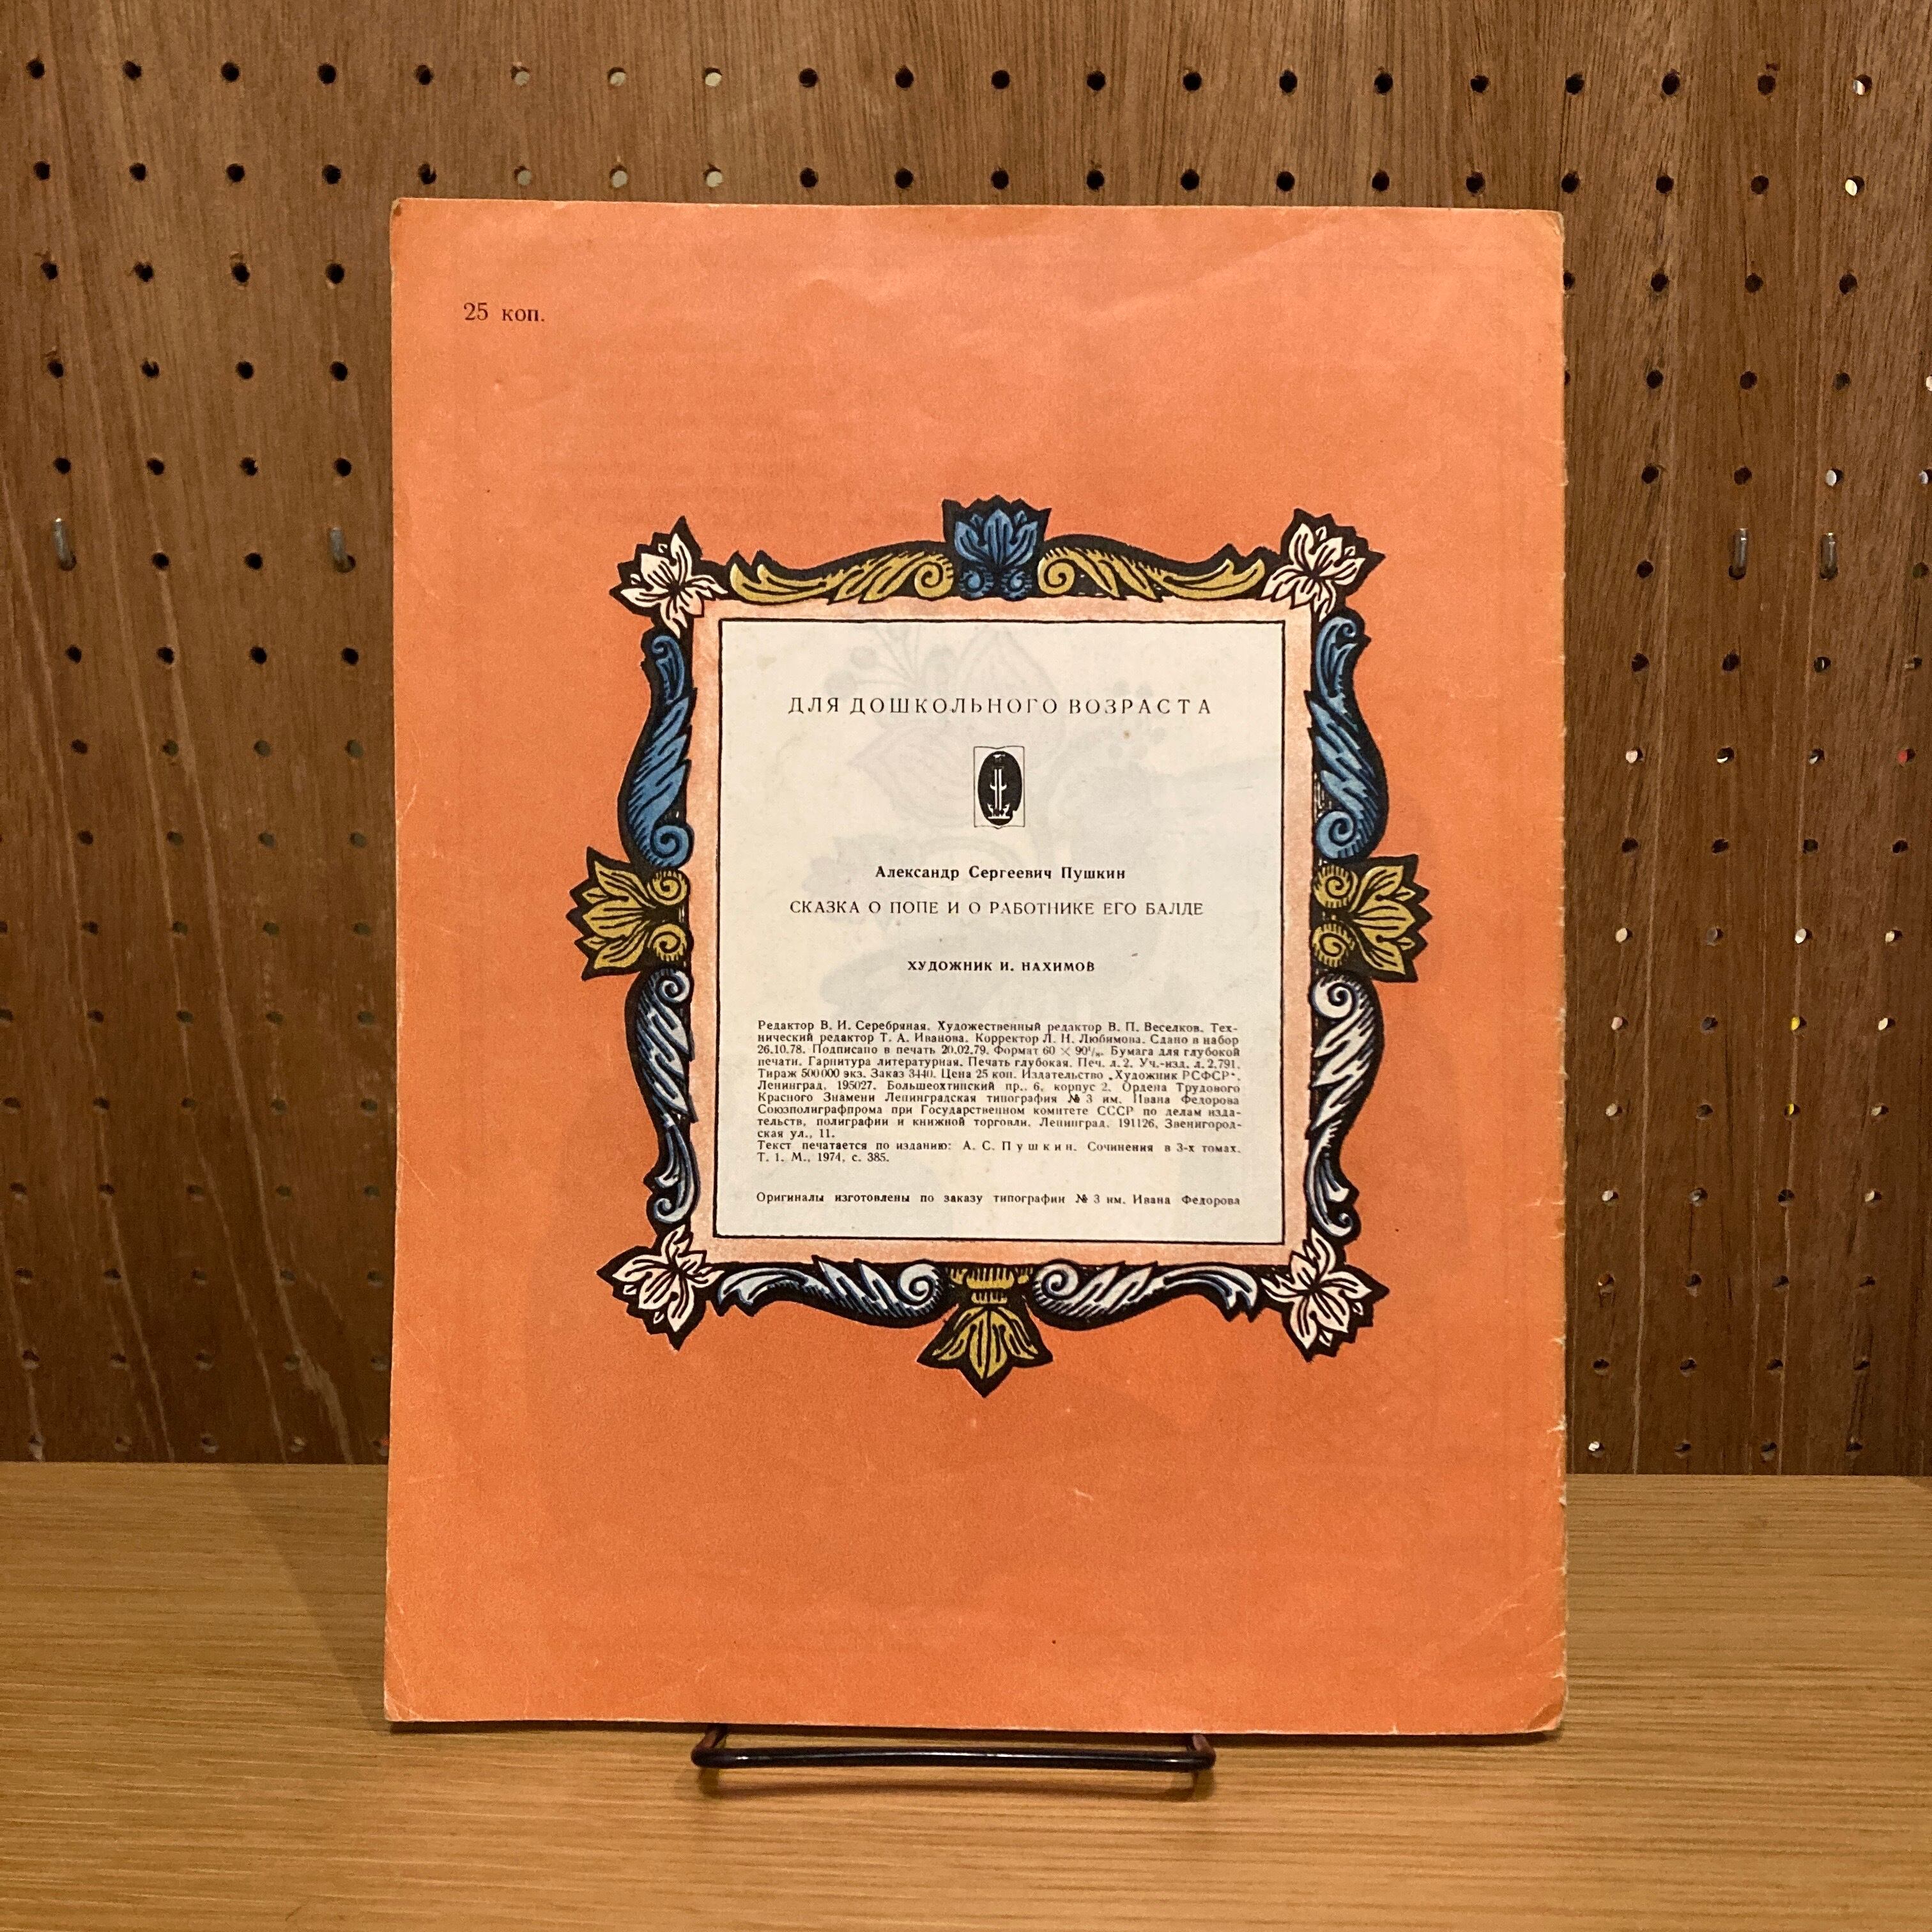 25 коп.
ДЛЯ ДОШКОЛЬНОГО ВОЗРАСТА
Александр Сергеевич Пушкин
СКАЗКА О ПОПЕ И О РАБОТНИКЕ ЕГО БАЛДЕ
ХУДОЖНИК И. НАХИМОВ
Редактор В. И. Серебряная. Художественный редактор В. П. Веселков. Тех-
нический редактор Т. А. Иванова. Корректор Л. Н. Любимова. Сдано в набор
26.10.78. Подписано в печать 20.02.79. Формат 60 × 90 Бумага для глубокой
печати. Гарнитура литературная. Печать глубокая. Печ. л. 2. Уч.-изд. л. 2,791.
Тираж 500 000 экз. Заказ 3440. Цена 25 коп. Издательство „Художник РСФСР“.
Ленинград. 195027. Большеохтинский пр., 6, корпус 2. Ордена Трудового
Красного Знамени Ленинградская типография № 3 им. Ивана Федорова
Союзполиграфпрома при Государственном комитете СССР по делам изда-
тельств, полиграфии и книжной торговли. Ленинград. 191126, Звенигород-
ская ул., 11.
Текст печатается по изданию: А. С. Пушкин. Сочинения в 3-х томах.
Т. 1. М., 1974, с. 385.
Оригиналы изготовлены по заказу типографии № 3 им. Ивана Федорова